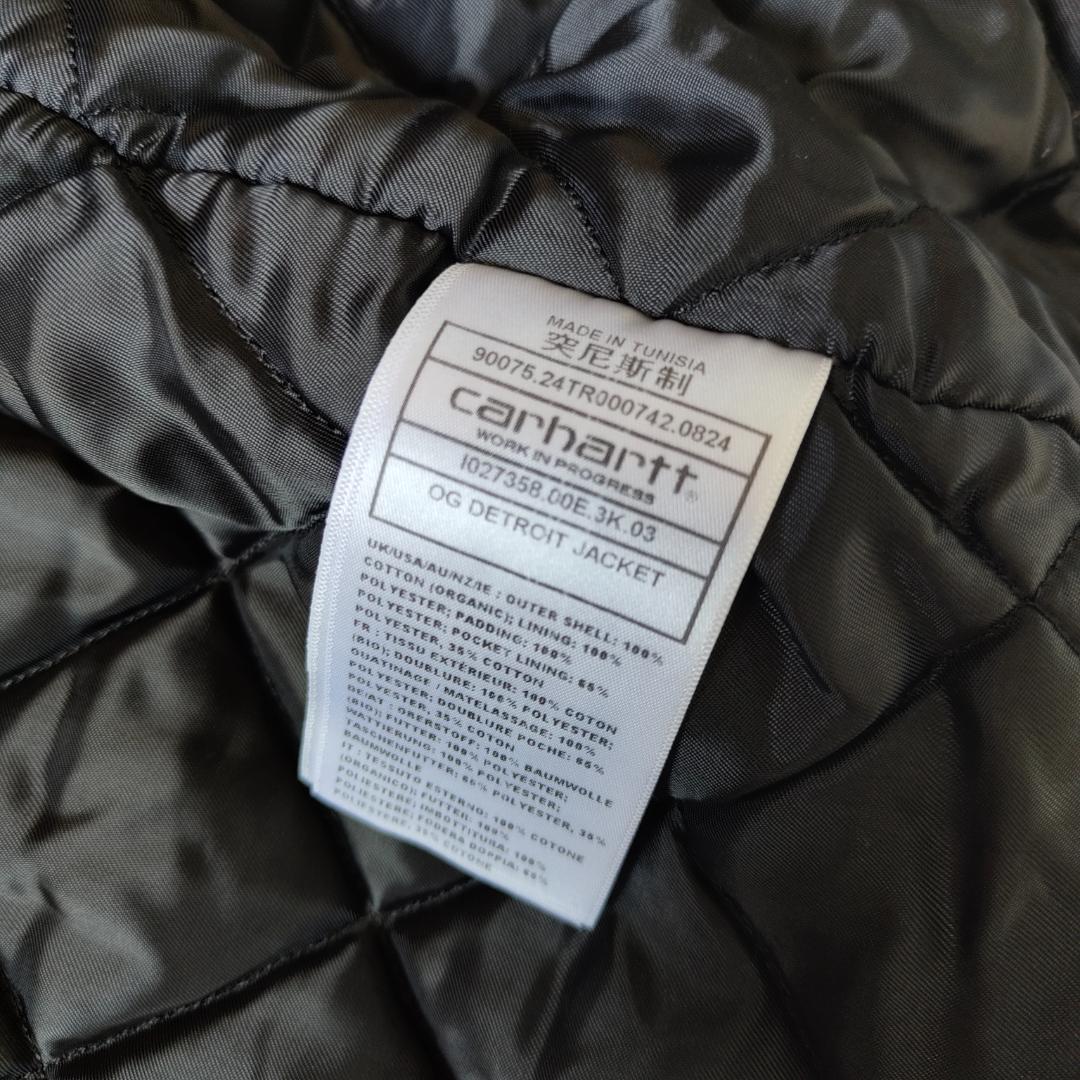 MADE IN TUNISIA
突尼斯制
90075.24TR000742.0824
carhartt®
WORK IN PROGRESS
I027358.00E.3K.03
OG DETROIT JACKET
UK/USA/AU/NZ/IE : OUTER SHELL: 100%
COTTON (ORGANIC); LINING: 100%
POLYESTER; PADDING: 100%
POLYESTER; POCKET LINING: 65%
POLYESTER, 35% COTTON
FR : TISSU EXTÉRIEUR: 100% COTON
(BIO); DOUBLURE: 100% POLYESTER;
OUATINAGE / MATELASSAGE: 100%
POLYESTER; DOUBLURE POCHE: 65%
POLYESTER, 35% COTON
DE/AT : OBERSTOFF: 100% BAUMWOLLE
(BIO); FUTTER: 100% POLYESTER;
WATTIERUNG: 100% POLYESTER;
TASCHENFUTTER: 65% POLYESTER, 35%
BAUMWOLLE
IT : TESSUTO ESTERNO: 100% COTONE
(ORGANICO); FUTTER: 100%
POLIESTERE; IMBOTTITURA: 100%
POLIESTERE; FODERA DOPPIA: 65%
POLIESTERE, 35% COTONE